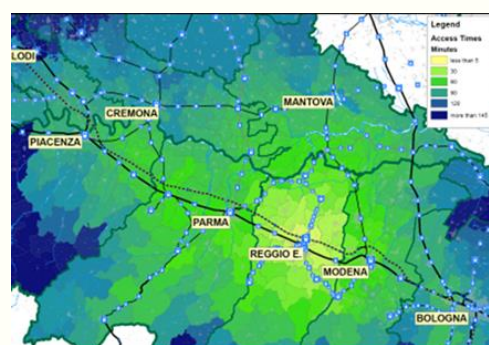 Legend
Access Times
Minutes
less than 5
30
60
90
120
more than 145
LODI
CREMONA
MANTOVA
PIACENZA
PARMA
REGGIO E.
MODENA
BOLOGNA